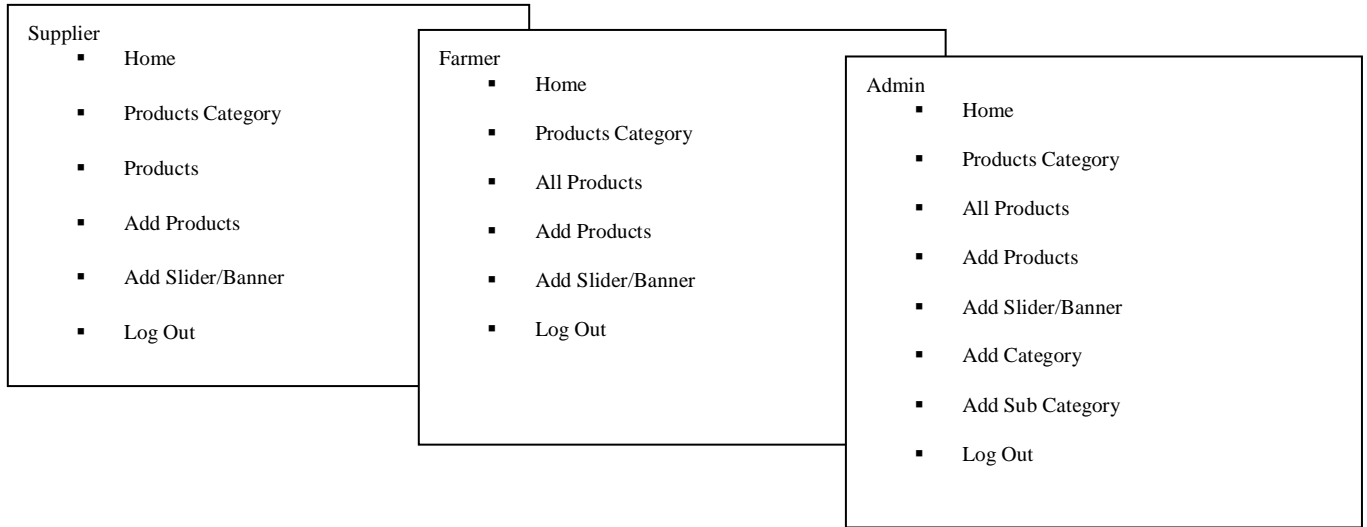 Supplier
▪ Home
▪ Products Category
▪ Products
▪ Add Products
▪ Add Slider/Banner
▪ Log Out
Farmer
▪ Home
▪ Products Category
▪ All Products
▪ Add Products
▪ Add Slider/Banner
▪ Log Out
Admin
▪ Home
▪ Products Category
▪ All Products
▪ Add Products
▪ Add Slider/Banner
▪ Add Category
▪ Add Sub Category
▪ Log Out